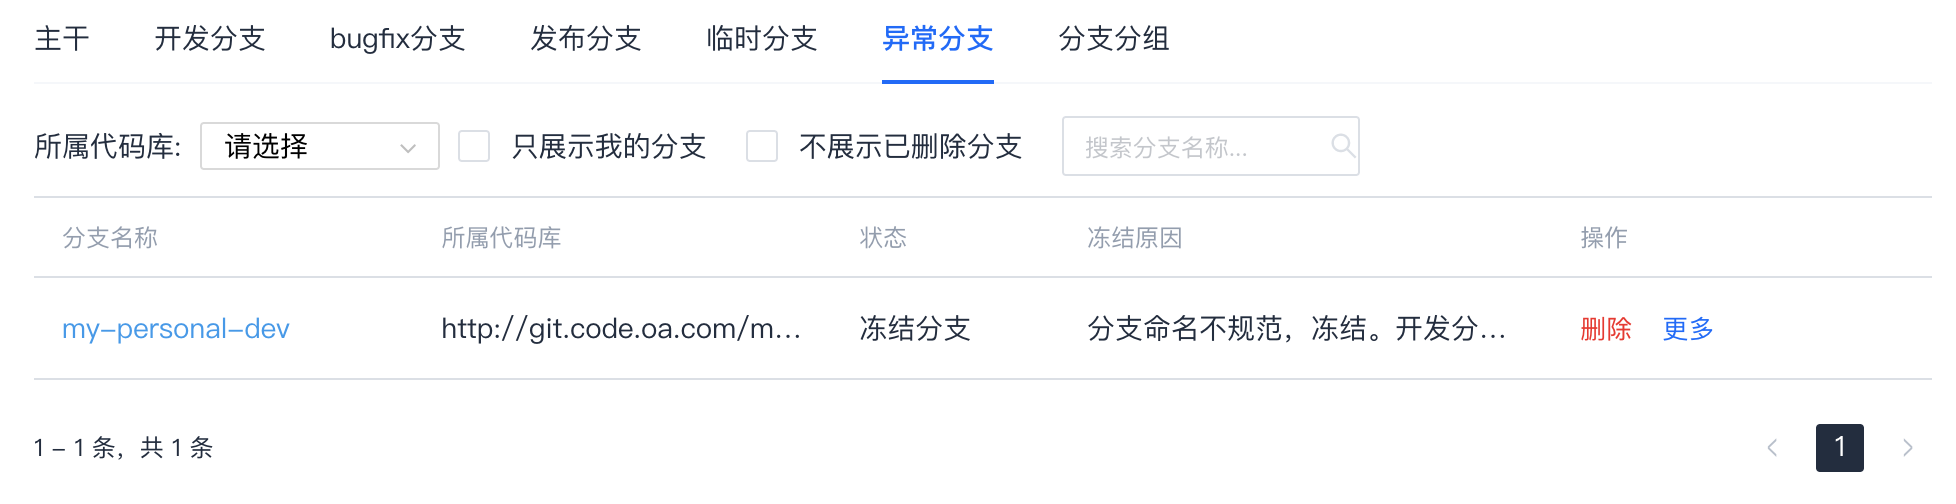 主干 开发分支 bugfix分支 发布分支 临时分支 异常分支 分支分组
所属代码库: 请选择 只展示我的分支 不展示已删除分支 搜索分支名称...
分支名称 所属代码库 状态 冻结原因 操作
my-personal-dev http://git.code.oa.com/m... 冻结分支 分支命名不规范，冻结。开发分... 删除 更多
1 - 1 条，共 1 条 1